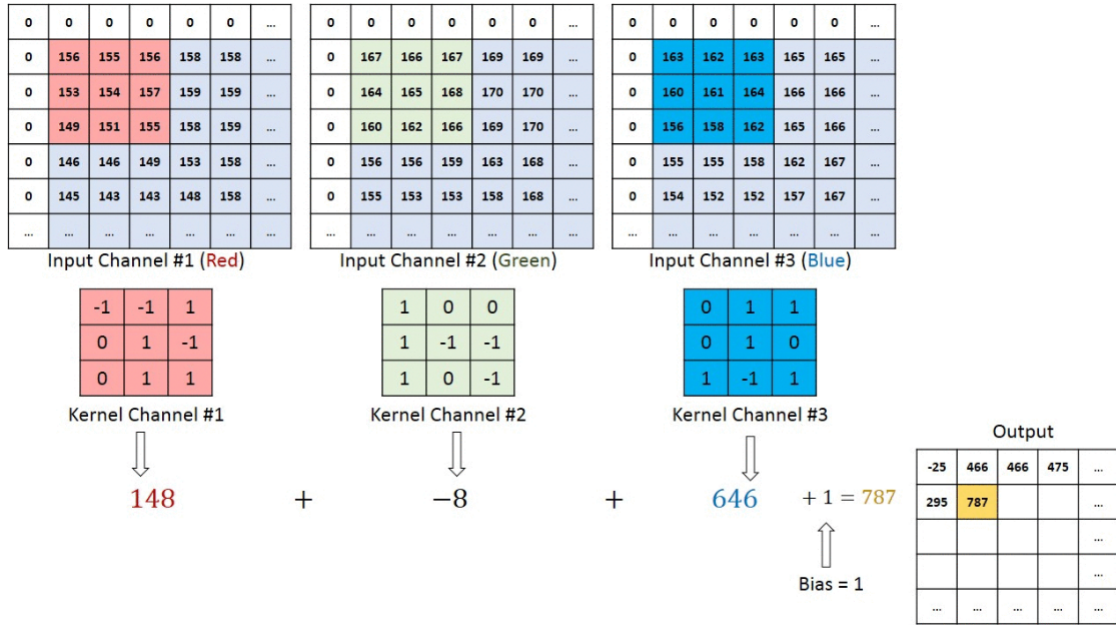 0 0 0 0 0 0 ...
0 156 155 156 158 158 ...
0 153 154 157 159 159 ...
0 149 151 155 158 159 ...
0 146 146 149 153 158 ...
0 145 143 143 148 158 ...
... ... ... ... ... ... ...
Input Channel #1 (Red)
0 0 0 0 0 0 ...
0 167 166 167 169 169 ...
0 164 165 168 170 170 ...
0 160 162 166 169 170 ...
0 156 156 159 163 168 ...
0 155 153 153 158 168 ...
... ... ... ... ... ... ...
Input Channel #2 (Green)
0 0 0 0 0 0 ...
0 163 162 163 165 165 ...
0 160 161 164 166 166 ...
0 156 158 162 165 166 ...
0 155 155 158 162 167 ...
0 154 152 152 157 167 ...
... ... ... ... ... ... ...
Input Channel #3 (Blue)
-1 -1 1
0 1 -1
0 1 1
Kernel Channel #1
1 0 0
1 -1 -1
1 0 -1
Kernel Channel #2
0 1 1
0 1 0
1 -1 1
Kernel Channel #3
148 + −8 + 646 + 1 = 787
Bias = 1
Output
-25 466 466 475 ...
295 787 ...
...
...
... ... ... ... ...